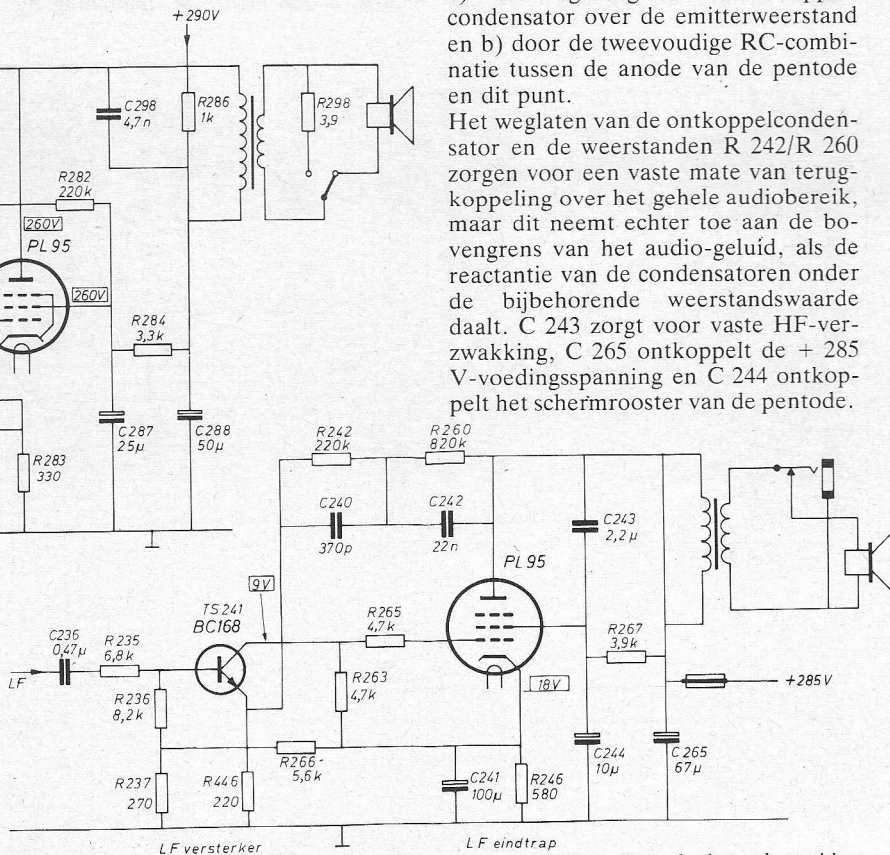 condensator over de emitterweerstand
en b) door de tweevoudige RC-combi-
natie tussen de anode van de pentode
en dit punt.
Het weglaten van de ontkoppelconden-
sator en de weerstanden R 242/R 260
zorgen voor een vaste mate van terug-
koppeling over het gehele audiobereik,
maar dit neemt echter toe aan de bo-
vengrens van het audio-geluid, als de
reactantie van de condensatoren onder
de bijbehorende weerstandswaarde
daalt. C 243 zorgt voor vaste HF-ver-
zwakking, C 265 ontkoppelt de + 285
V-voedingsspanning en C 244 ontkop-
pelt het schermrooster van de pentode.
+290V
C298
4,7n
R286
1k
R298
3,9
R282
220k
260V
PL95
260V
R284
3,3k
C287
25µ
C288
50µ
R283
330
R242
220k
R260
820k
C240
370p
C242
22n
C243
2,2µ
PL95
9V
TS241
BC168
R265
4,7k
C236
0,47µ
R235
6,8k
LF
R236
8,2k
R263
4,7k
R267
3,9k
18V
+285V
R266
5,6k
R237
270
R446
220
C241
100µ
R246
580
C244
10µ
C265
67µ
LF versterker
LF eindtrap